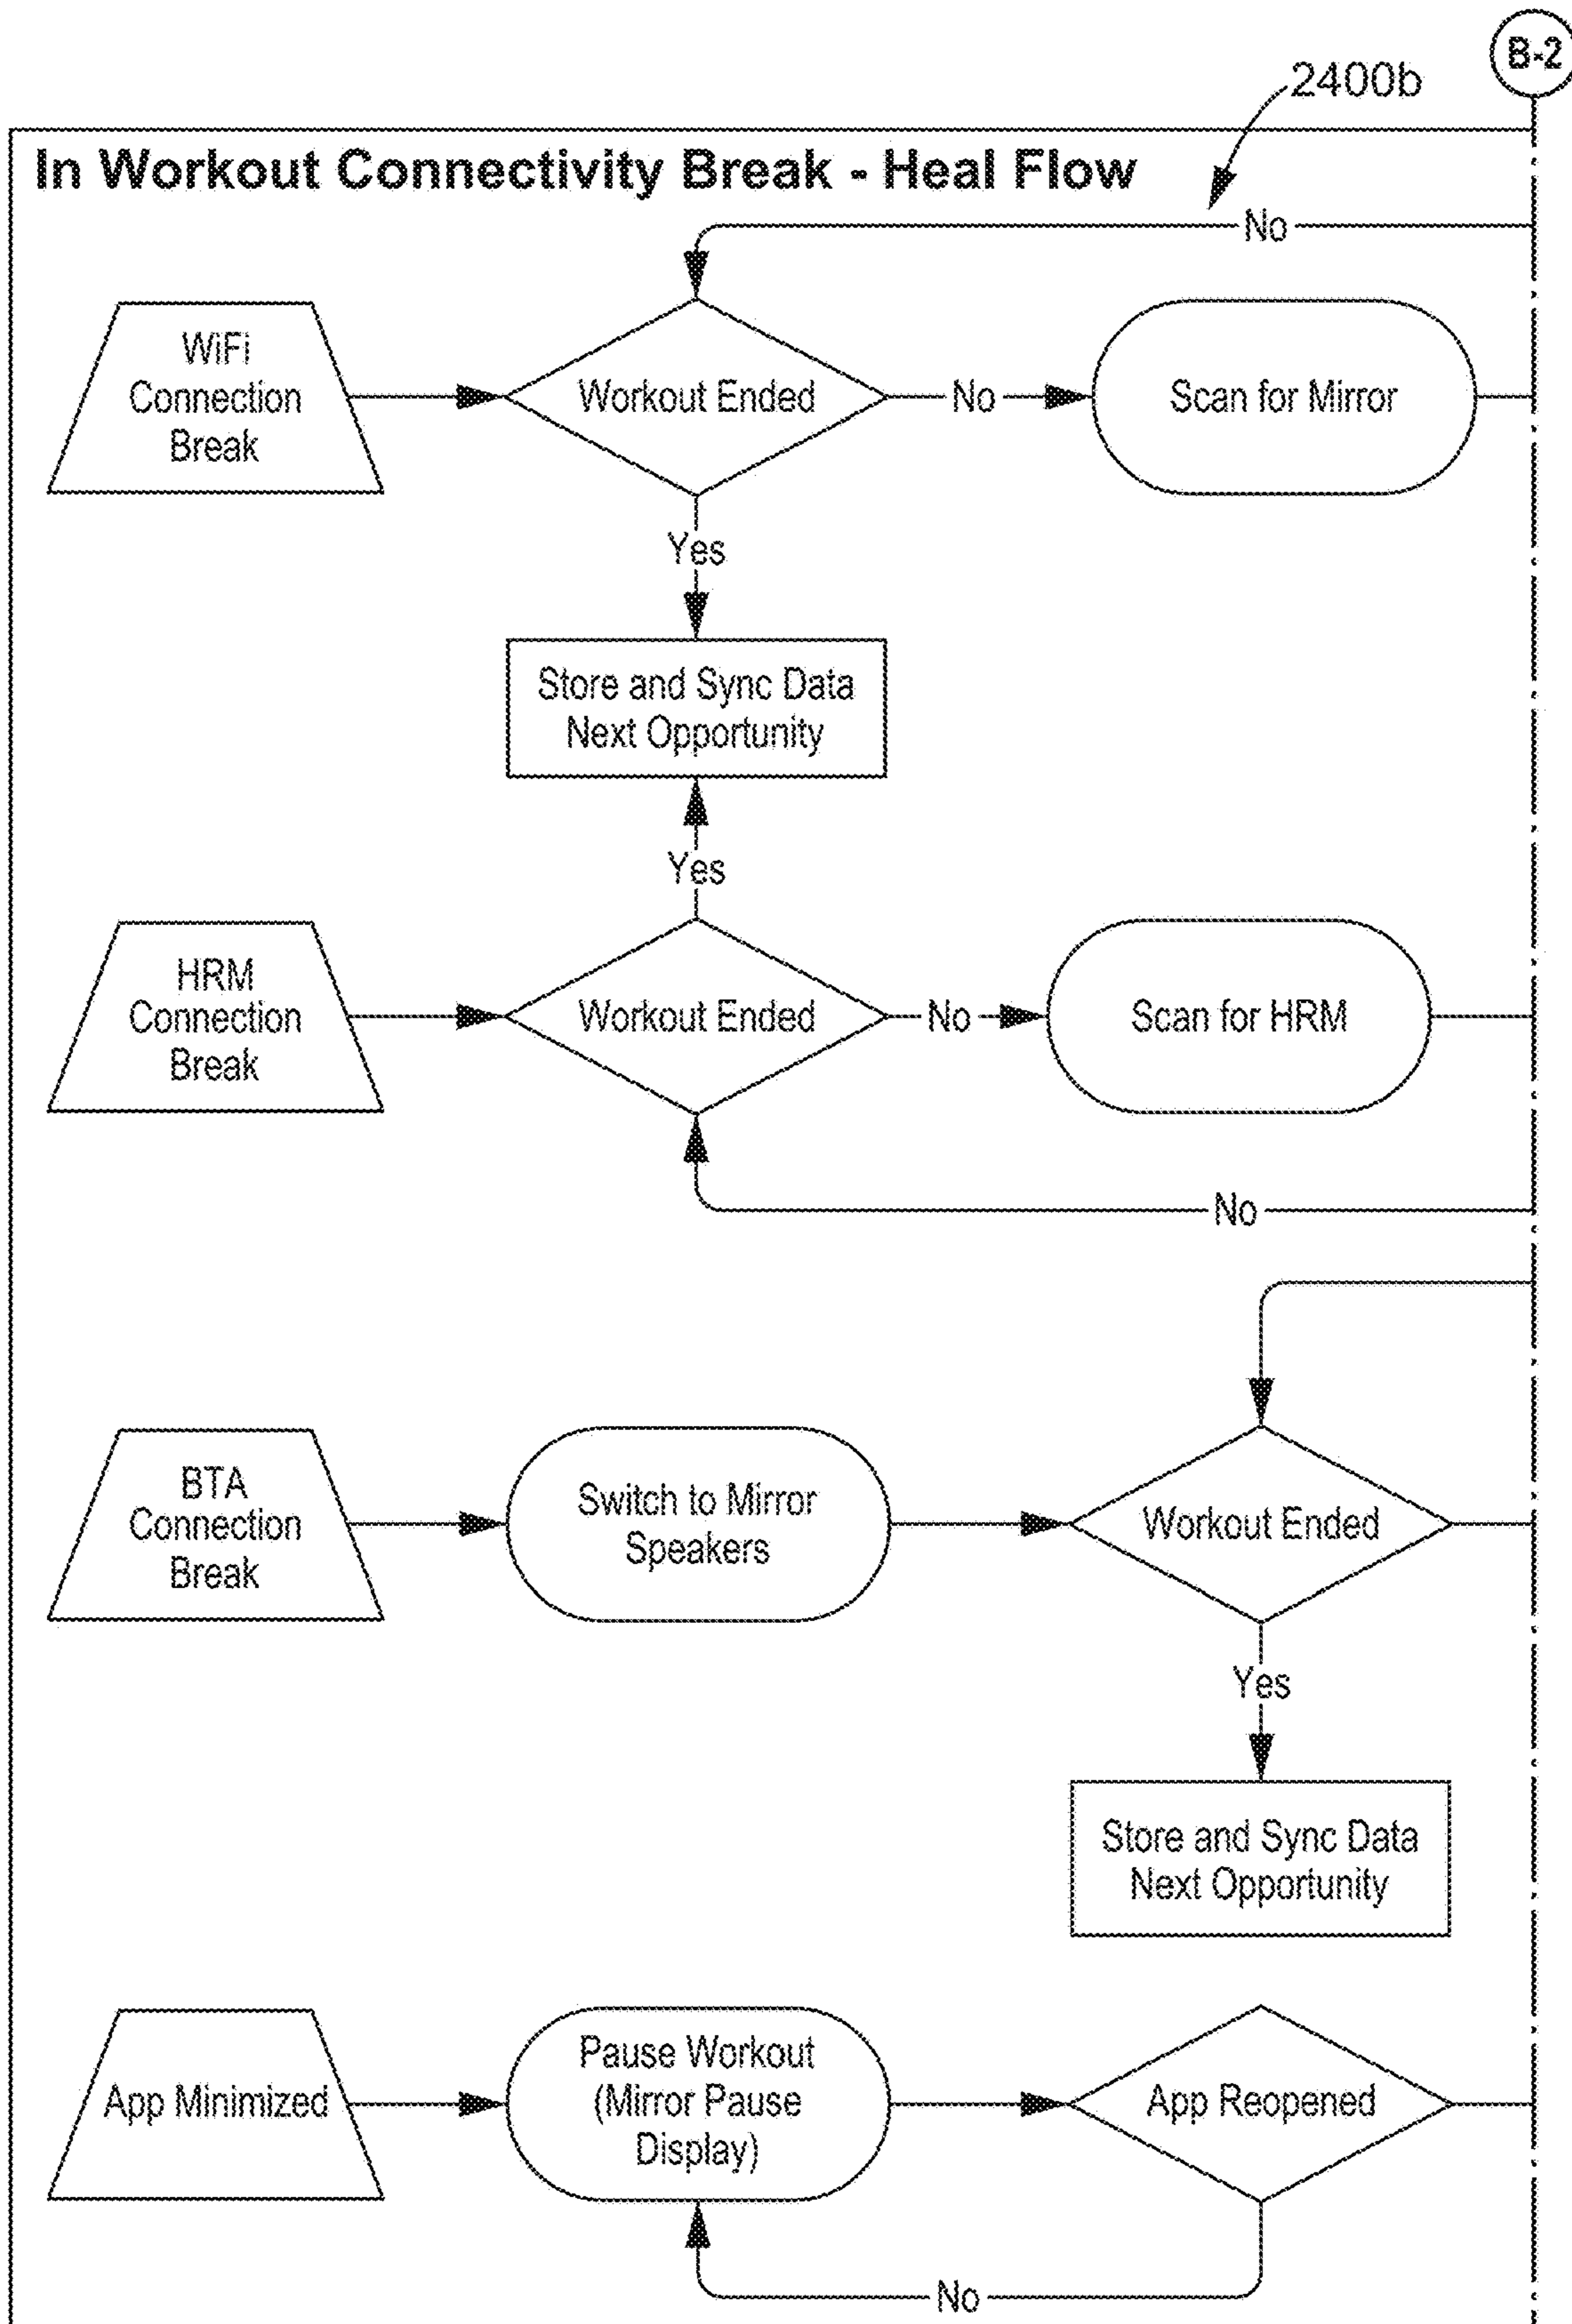 B-2
2400b
In Workout Connectivity Break - Heal Flow
No
WiFi
Connection
Break
Workout Ended
No
Scan for Mirror
Yes
Store and Sync Data
Next Opportunity
Yes
HRM
Connection
Break
Workout Ended
No
Scan for HRM
No
BTA
Connection
Break
Switch to Mirror
Speakers
Workout Ended
Yes
Store and Sync Data
Next Opportunity
App Minimized
Pause Workout
(Mirror Pause
Display)
App Reopened
No